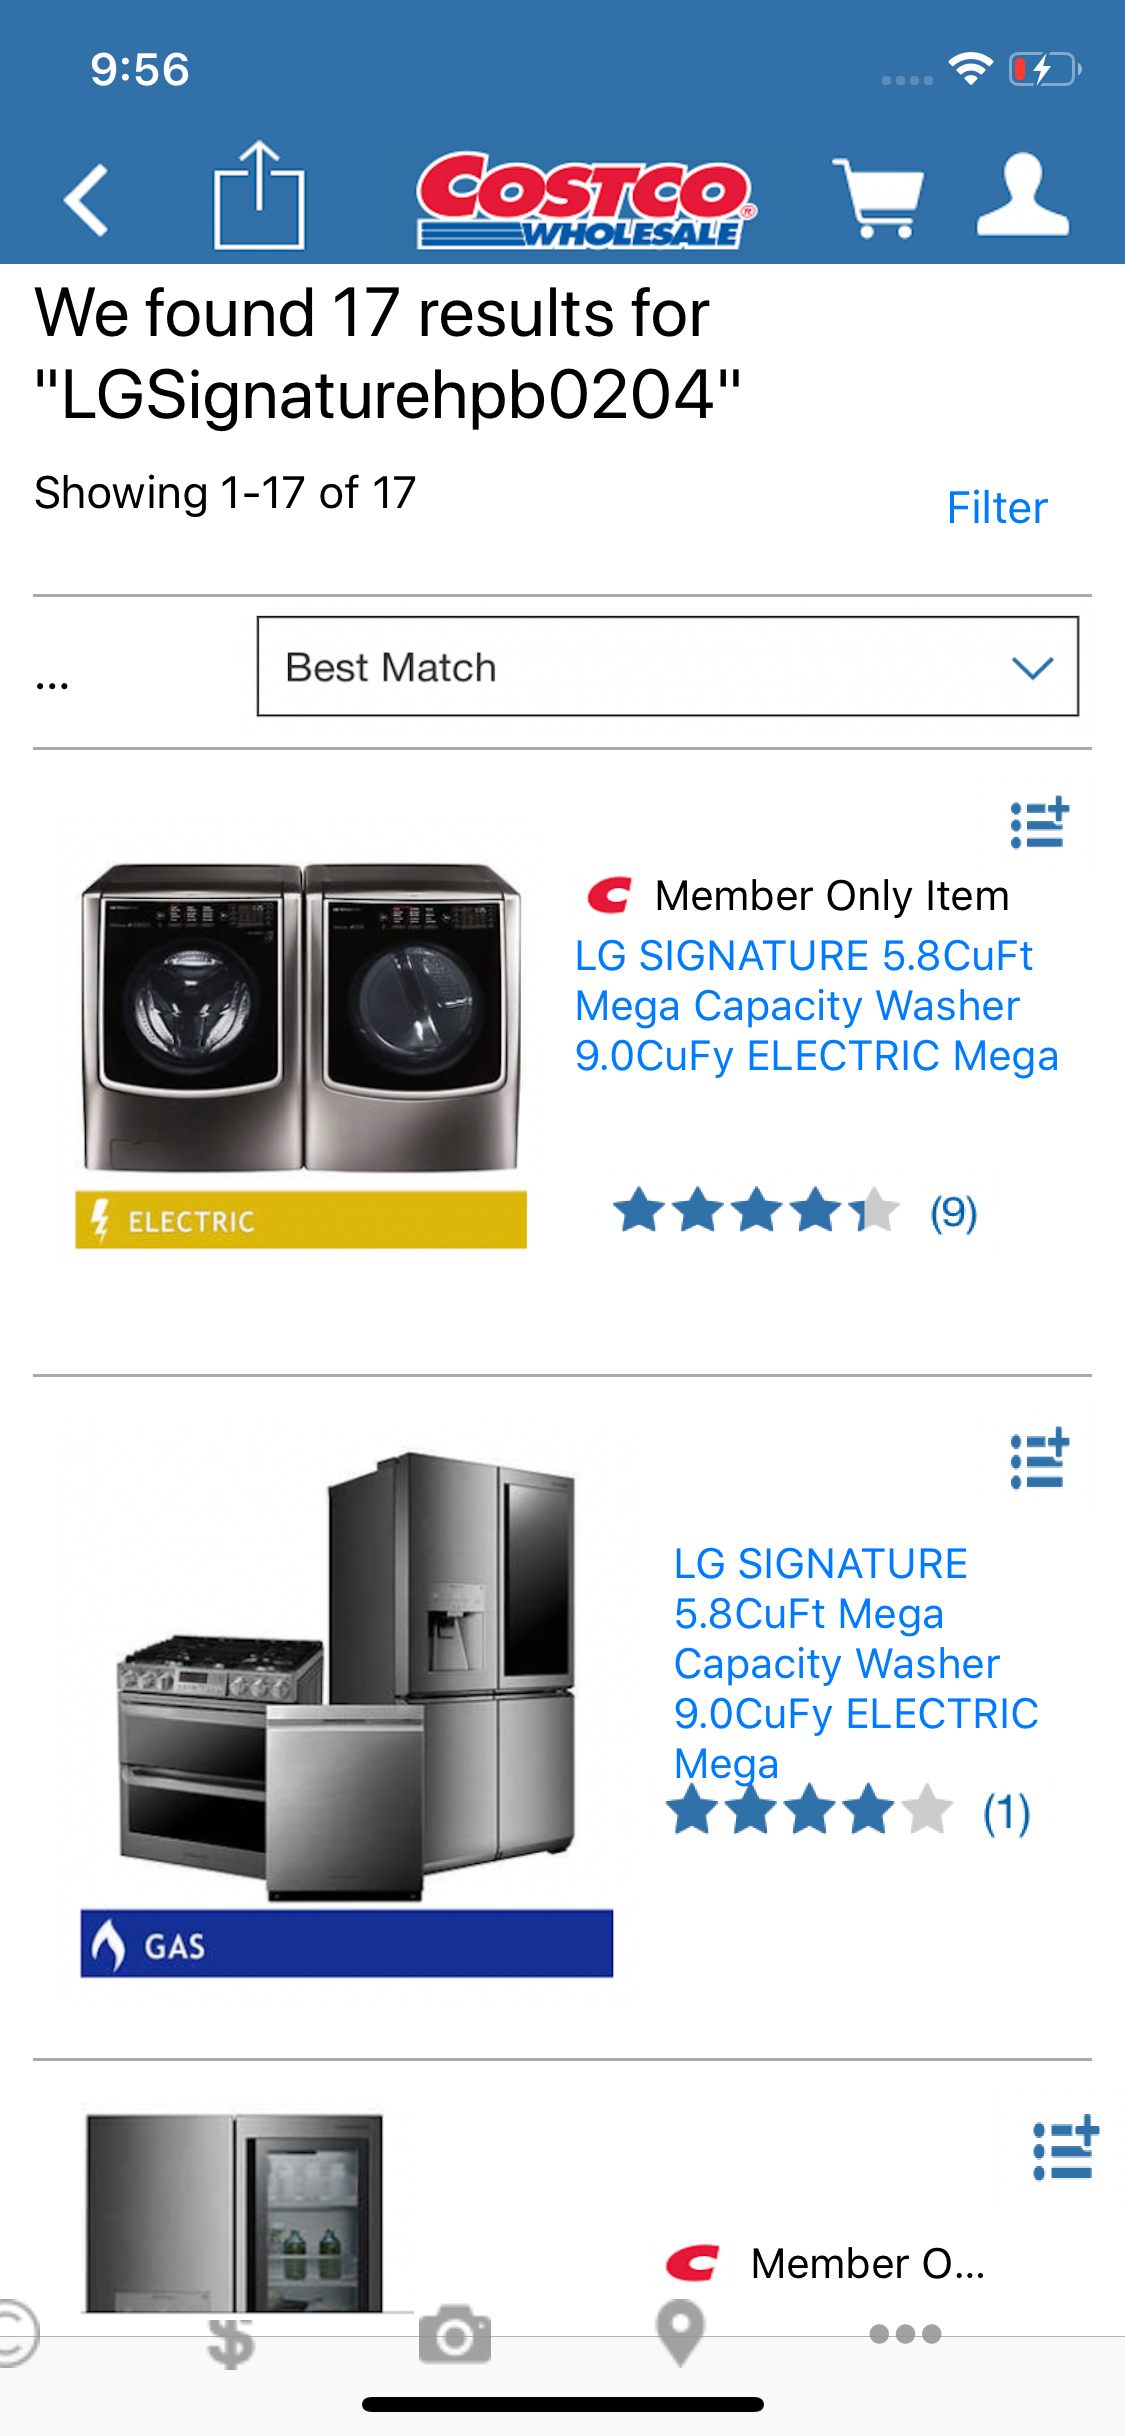 9:56
COSTCO
WHOLESALE
We found 17 results for
"LGSignaturehpb0204"
Showing 1-17 of 17
Filter
...
Best Match
Member Only Item
LG SIGNATURE 5.8CuFt
Mega Capacity Washer
9.0CuFy ELECTRIC Mega
ELECTRIC
(9)
LG SIGNATURE
5.8CuFt Mega
Capacity Washer
9.0CuFy ELECTRIC
Mega
(1)
GAS
Member O...